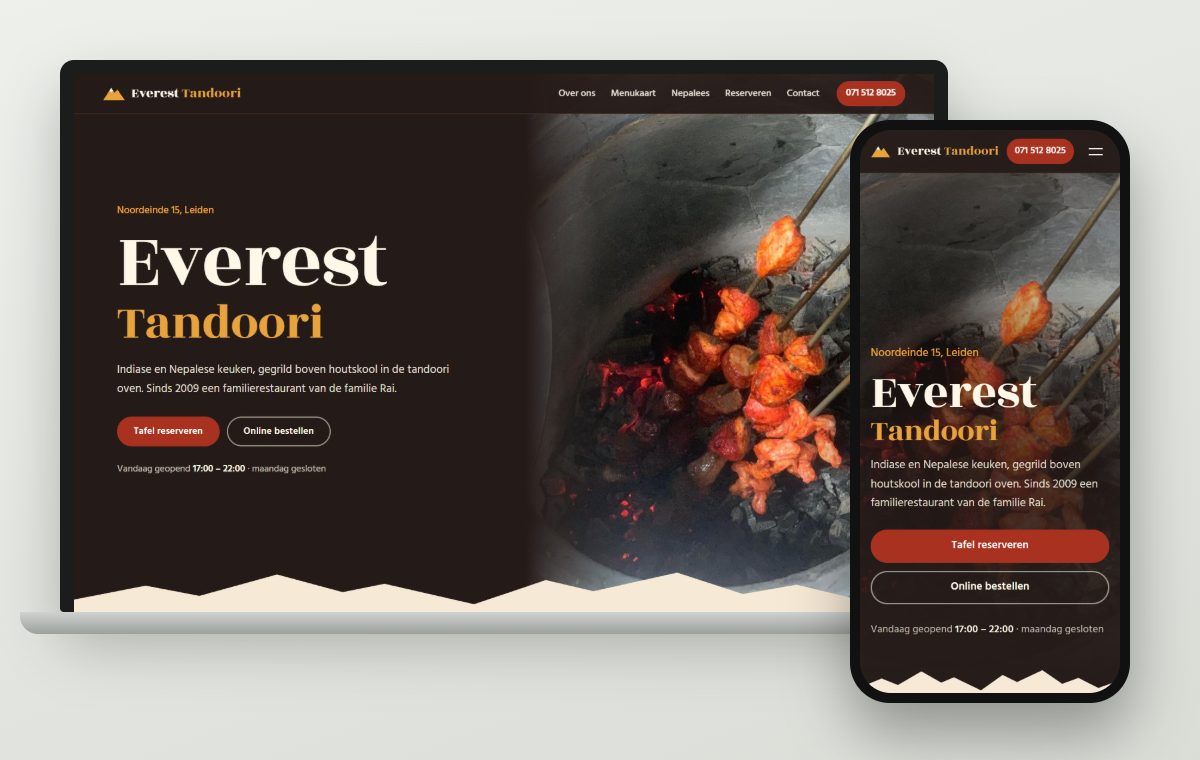 Everest Tandoori
Over ons Menukaart Nepalees Reserveren Contact 071 512 8025
Noordeinde 15, Leiden
Everest
Tandoori
Indiase en Nepalese keuken, gegrild boven houtskool in de tandoori
oven. Sinds 2009 een familierestaurant van de familie Rai.
Tafel reserveren Online bestellen
Vandaag geopend 17:00 – 22:00 · maandag gesloten
Everest Tandoori 071 512 8025
Noordeinde 15, Leiden
Everest
Tandoori
Indiase en Nepalese keuken, gegrild boven
houtskool in de tandoori oven. Sinds 2009 een
familierestaurant van de familie Rai.
Tafel reserveren
Online bestellen
Vandaag geopend 17:00 – 22:00 · maandag gesloten